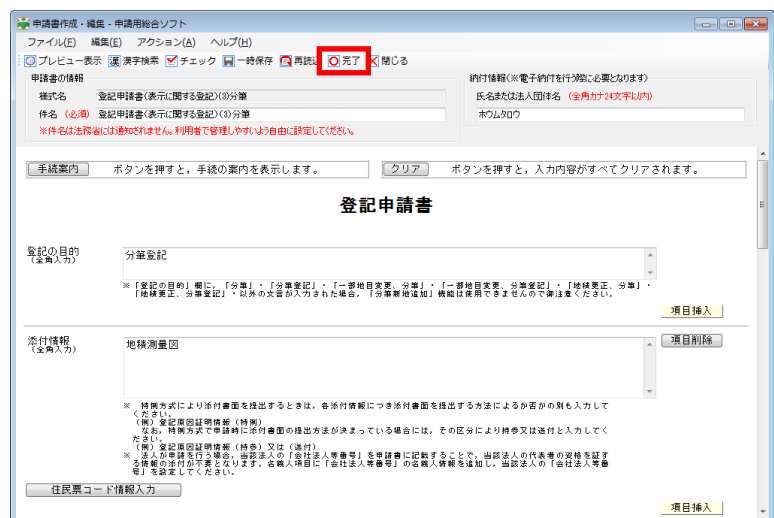 申請書作成・編集 - 申請用総合ソフト
ファイル(F) 編集(E) アクション(A) ヘルプ(H)
プレビュー表示 漢 漢字検索 チェック 一時保存 再読込 完了 閉じる
申請書の情報
様式名 登記申請書(表示に関する登記)(3)分筆
件名 (必須) 登記申請書(表示に関する登記)(3)分筆
※件名は法務省には通知されません。利用者で管理しやすいよう自由に設定してください。
納付情報(※電子納付を行う際に必要となります)
氏名または法人団体名 (全角カナ24文字以内)
ホウムタロウ
手続案内 ボタンを押すと，手続の案内を表示します。
クリア ボタンを押すと，入力内容がすべてクリアされます。
登記申請書
登記の目的
(全角入力)
分筆登記
※「登記の目的」欄に，「分筆」・「分筆登記」・「一部地目変更、分筆」・「一部地目変更、分筆登記」・「地積更正、分筆」・
「地積更正、分筆登記」・以外の文言が入力された場合，「分筆新地追加」機能は使用できませんので御注意ください。
項目挿入
添付情報
(全角入力)
地積測量図
項目削除
※ 特例方式により添付書面を提出するときは，各添付情報につき添付書面を提出する方法によるか否かの別も入力して
ください。
(例) 登記原因証明情報 (特例)
なお，特例方式で申請時に添付書面の提出方法が決まっている場合には，その区分により持参又は送付と入力してく
ださい。
(例) 登記原因証明情報 (持参) 又は (送付)
※ 法人が申請を行う場合，当該法人の「会社法人等番号」を申請書に記載することで，当該法人の代表者の資格を証す
る情報の添付が不要となります。名義人項目に「会社法人等番号」の名義人情報を追加し，当該法人の「会社法人等番
号」を設定してください。
住民票コード情報入力
項目挿入